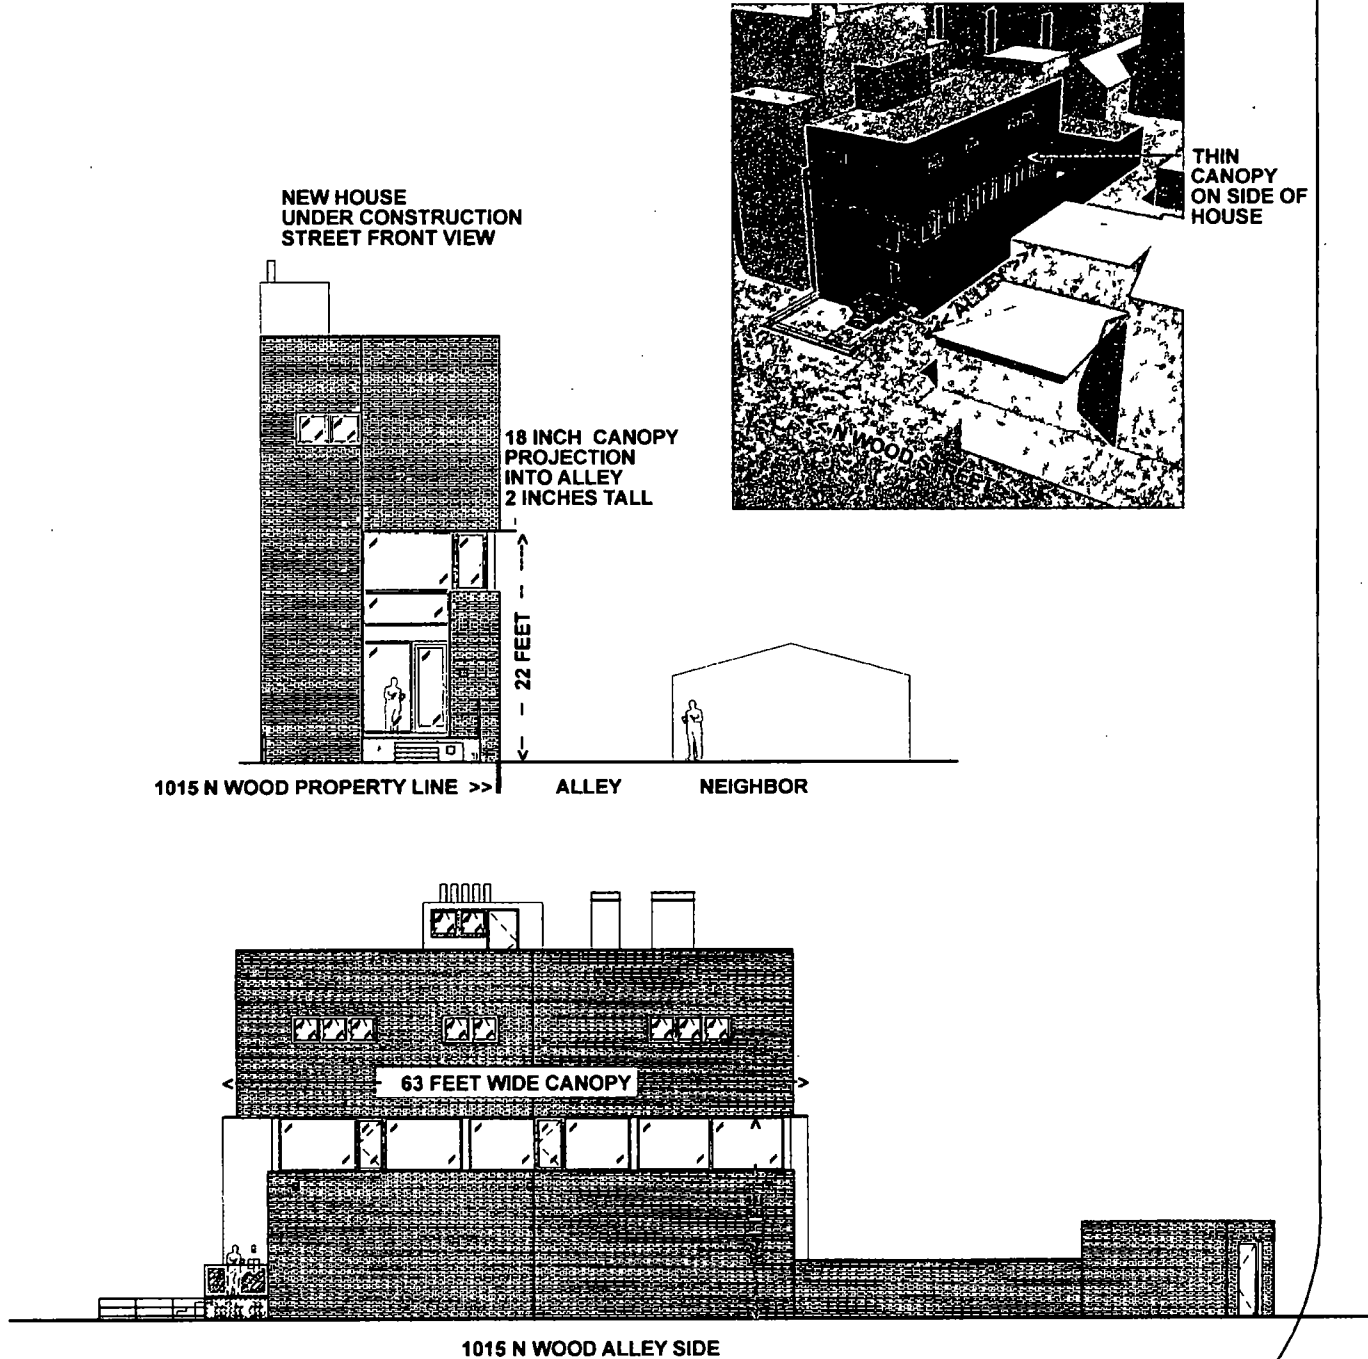 THIN
CANOPY
ON SIDE OF
HOUSE
NEW HOUSE
UNDER CONSTRUCTION
STREET FRONT VIEW
ALLEY
N WOOD STREET
18 INCH CANOPY
PROJECTION
INTO ALLEY
2 INCHES TALL
22 FEET
1015 N WOOD PROPERTY LINE >>
ALLEY
NEIGHBOR
63 FEET WIDE CANOPY
1015 N WOOD ALLEY SIDE